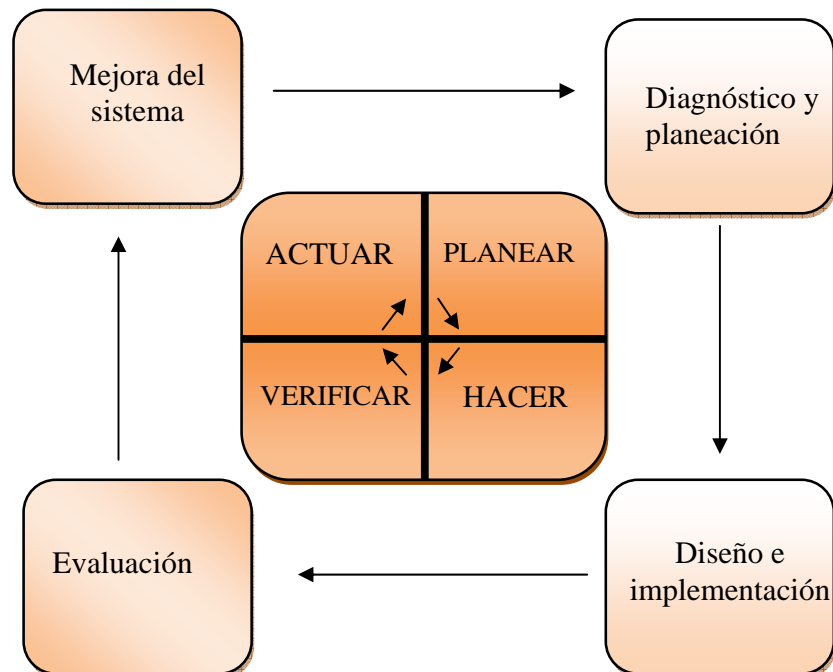 Mejora del
sistema
Diagnóstico y
planeación
ACTUAR
PLANEAR
VERIFICAR
HACER
Evaluación
Diseño e
implementación